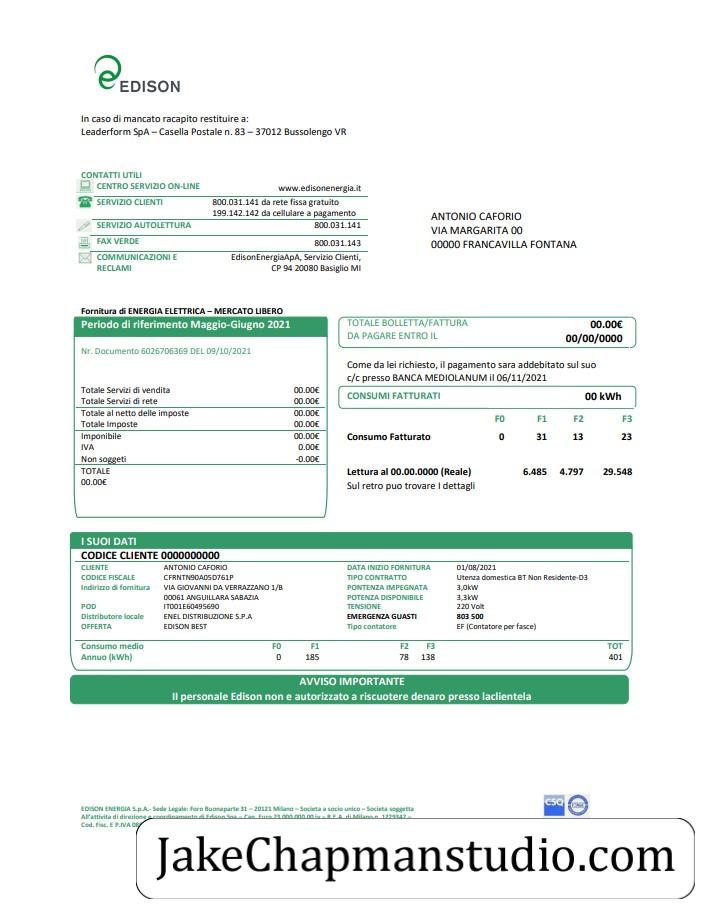 EDISON
In caso di mancato racapito restituire a:
Leaderform SpA – Casella Postale n. 83 – 37012 Bussolengo VR
CONTATTI UTILI
CENTRO SERVIZIO ON-LINE www.edisonenergia.it
SERVIZIO CLIENTI 800.031.141 da rete fissa gratuito
199.142.142 da cellulare a pagamento
SERVIZIO AUTOLETTURA 800.031.141
FAX VERDE 800.031.143
COMMUNICAZIONI E EdisonEnergiaApA, Servizio Clienti,
RECLAMI CP 94 20080 Basiglio MI
ANTONIO CAFORIO
VIA MARGARITA 00
00000 FRANCAVILLA FONTANA
Fornitura di ENERGIA ELETTRICA – MERCATO LIBERO
Periodo di riferimento Maggio-Giugno 2021
Nr. Documento 6026706369 DEL 09/10/2021
Totale Servizi di vendita 00.00€
Totale Servizi di rete 00.00€
Totale al netto delle imposte 00.00€
Totale Imposte 00.00€
Imponibile 00.00€
IVA 0.00€
Non soggeti -0.00€
TOTALE
00.00€
TOTALE BOLLETTA/FATTURA 00.00€
DA PAGARE ENTRO IL 00/00/0000
Come da lei richiesto, il pagamento sara addebitato sul suo
c/c presso BANCA MEDIOLANUM il 06/11/2021
CONSUMI FATTURATI 00 kWh
F0 F1 F2 F3
Consumo Fatturato 0 31 13 23
Lettura al 00.00.0000 (Reale) 6.485 4.797 29.548
Sul retro puo trovare I dettagli
I SUOI DATI
CODICE CLIENTE 0000000000
CLIENTE ANTONIO CAFORIO DATA INIZIO FORNITURA 01/08/2021
CODICE FISCALE CFRNTN90A05D761P TIPO CONTRATTO Utenza domestica BT Non Residente-D3
Indirizzo di fornitura VIA GIOVANNI DA VERRAZZANO 1/B PONTENZA IMPEGNATA 3,0kW
00061 ANGUILLARA SABAZIA POTENZA DISPONIBILE 3,3kW
POD IT001E60495690 TENSIONE 220 Volt
Distributore locale ENEL DISTRIBUZIONE S.P.A EMERGENZA GUASTI 803 500
OFFERTA EDISON BEST Tipo contatore EF (Contatore per fasce)
Consumo medio F0 F1 F2 F3 TOT
Annuo (kWh) 0 185 78 138 401
AVVISO IMPORTANTE
Il personale Edison non e autorizzato a riscuotere denaro presso laclientela
CSQ
EDISON ENERGIA S.p.A.- Sede Legale: Foro Buonaparte 31 – 20121 Milano – Societa a socio unico – Societa soggetta
All'attivita di direzione e coordinamento di Edison Spa – Cap. Euro 23.000.000,00 iv – R.E.A. di Milano n. 1229342 –
Cod. Fisc. E P.IVA
JakeChapmanstudio.com